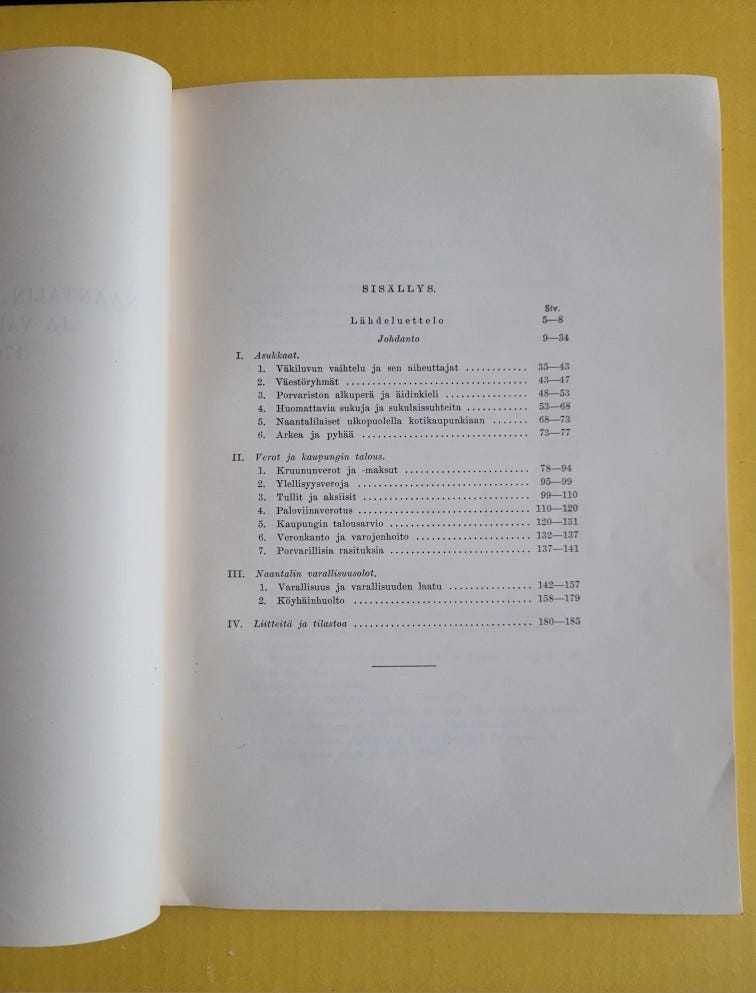 SISÄLLYS.
Siv.
Lähdeluettelo 5—8
Johdanto 9—34
I. Asukkaat.
1. Väkiluvun vaihtelu ja sen aiheuttajat ............ 35—43
2. Väestöryhmät .................................. 43—47
3. Porvariston alkuperä ja äidinkieli ................ 48—53
4. Huomattavia sukuja ja sukulaissuhteita ............ 53—68
5. Naantalilaiset ulkopuolella kotikaupunkiaan ....... 68—73
6. Arkea ja pyhää ................................ 73—77
II. Verot ja kaupungin talous.
1. Kruununverot ja -maksut ........................ 78—94
2. Ylellisyysveroja ................................ 95—99
3. Tullit ja aksiisit ................................ 99—110
4. Paloviinaverotus ................................ 110—120
5. Kaupungin talousarvio .......................... 120—131
6. Veronkanto ja varojenhoito ...................... 132—137
7. Porvarillisia rasituksia .......................... 137—141
III. Naantalin varallisuusolot.
1. Varallisuus ja varallisuuden laatu ................ 142—157
2. Köyhäinhuolto ................................ 158—179
IV. Liitteitä ja tilastoa .................................. 180—185